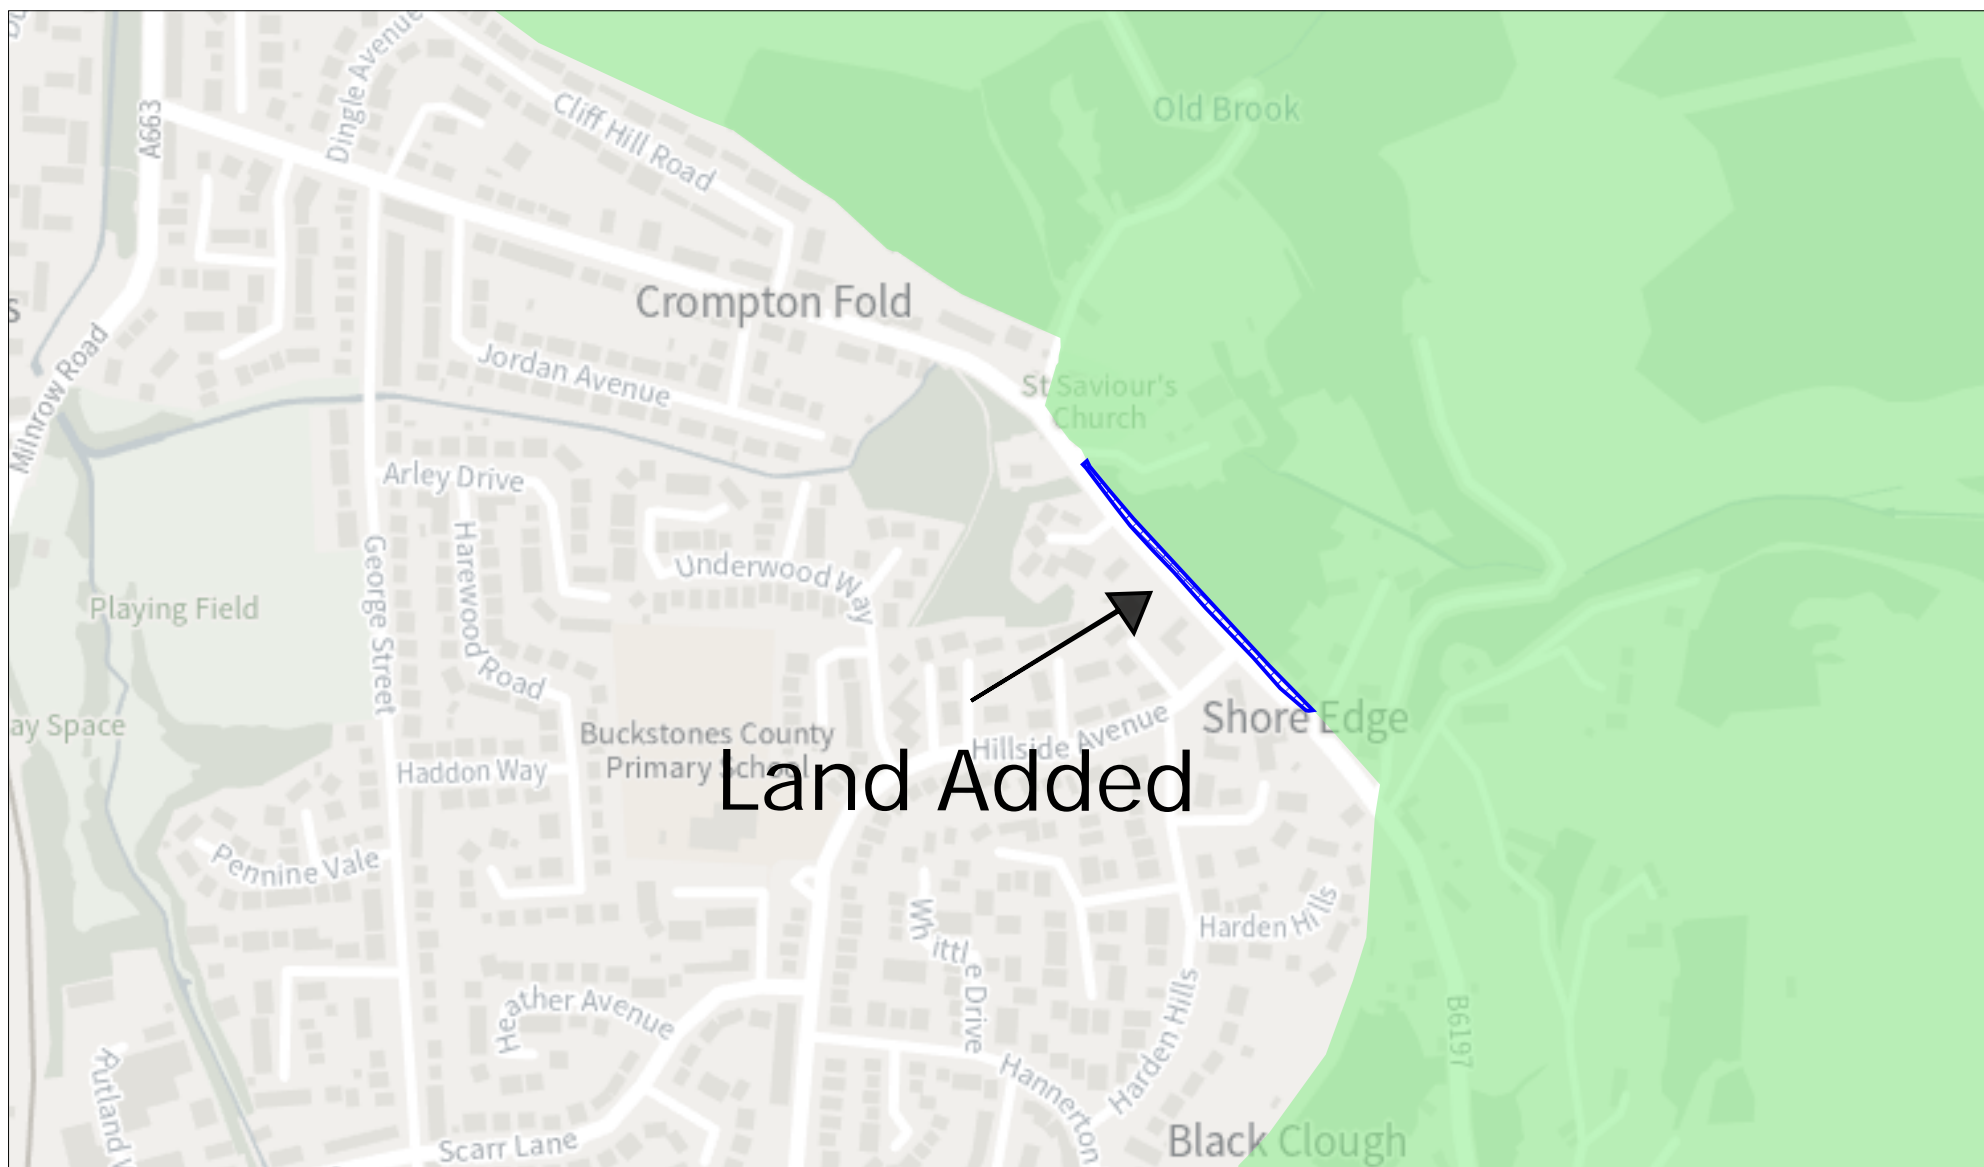 Dingle Avenue
Cliff Hill Road
A663
Old Brook
Crompton Fold
Milnrow Road
Jordan Avenue
St Saviour's
Church
Arley Drive
Harewood Road
George Street
Underwood Way
Playing Field
ay Space
Buckstones County
Primary School
Hillside Avenue
Shore Edge
Land Added
Haddon Way
Pennine Vale
Whittle Drive
Harden Hills
Harden Hills
Heather Avenue
B6197
Rutland
Hannerton
Scarr Lane
Black Clough